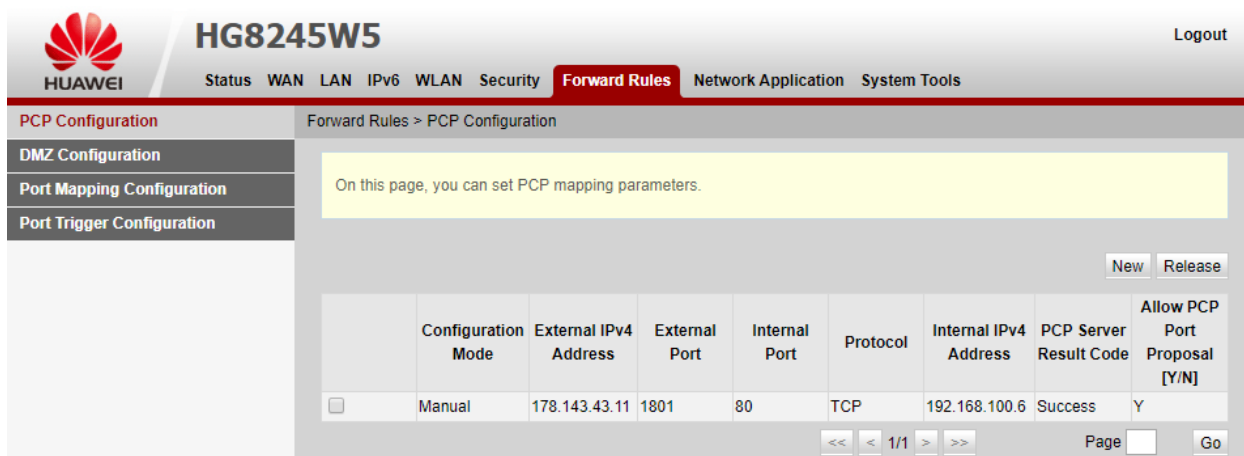 HG8245W5
Logout
HUAWEI
Status WAN LAN IPv6 WLAN Security Forward Rules Network Application System Tools
PCP Configuration
Forward Rules > PCP Configuration
DMZ Configuration
Port Mapping Configuration
Port Trigger Configuration
On this page, you can set PCP mapping parameters.
New Release
Configuration Mode External IPv4 Address External Port Internal Port Protocol Internal IPv4 Address PCP Server Result Code Allow PCP Port Proposal [Y/N]
Manual 178.143.43.11 1801 80 TCP 192.168.100.6 Success Y
<< < 1/1 > >> Page Go